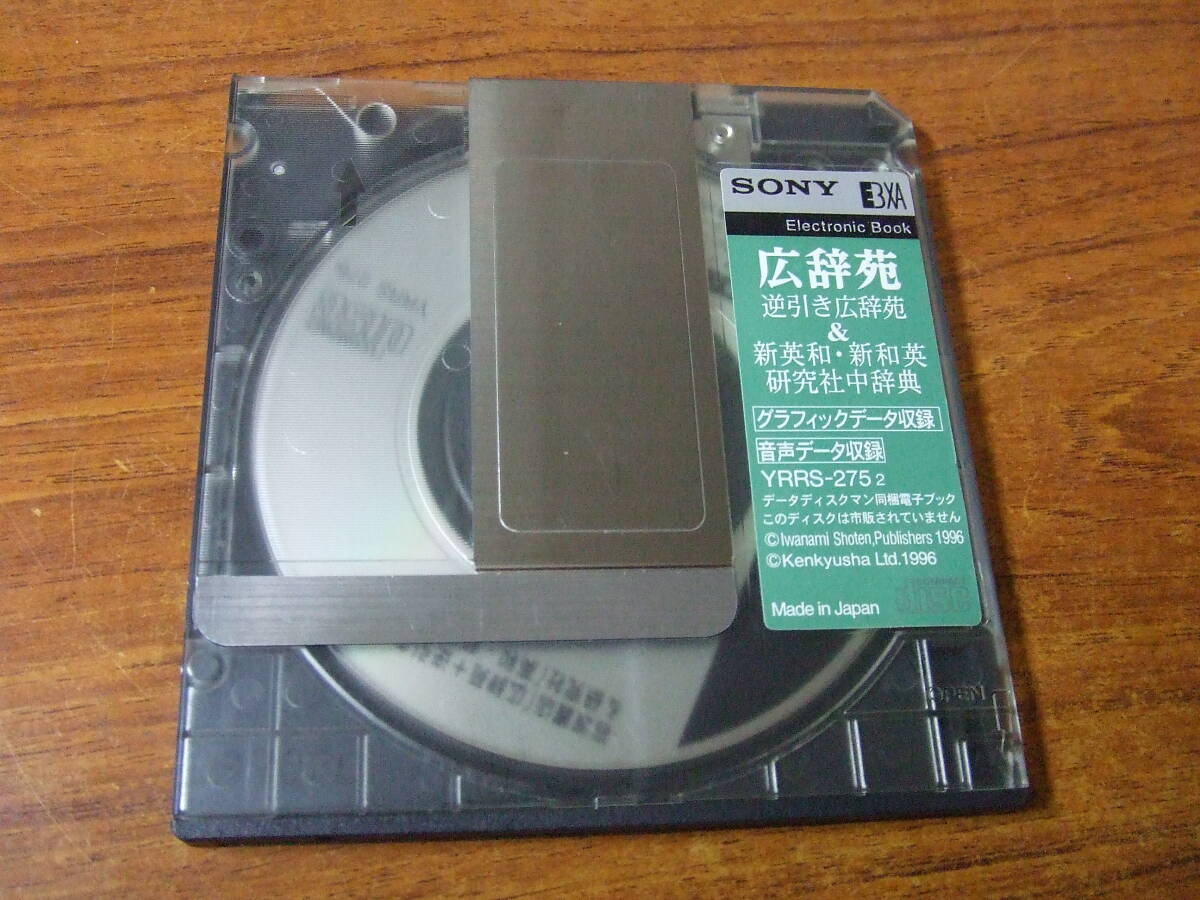 SONY EBXA
Electronic Book
広辞苑
逆引き広辞苑
&
新英和・新和英
研究社中辞典
グラフィックデータ収録
音声データ収録
YRRS-275 2
データディスクマン同梱電子ブック
このディスクは市販されていません
©Iwanami Shoten,Publishers 1996
©Kenkyusha Ltd.1996
Made in Japan
COMPACT
disc
OPEN